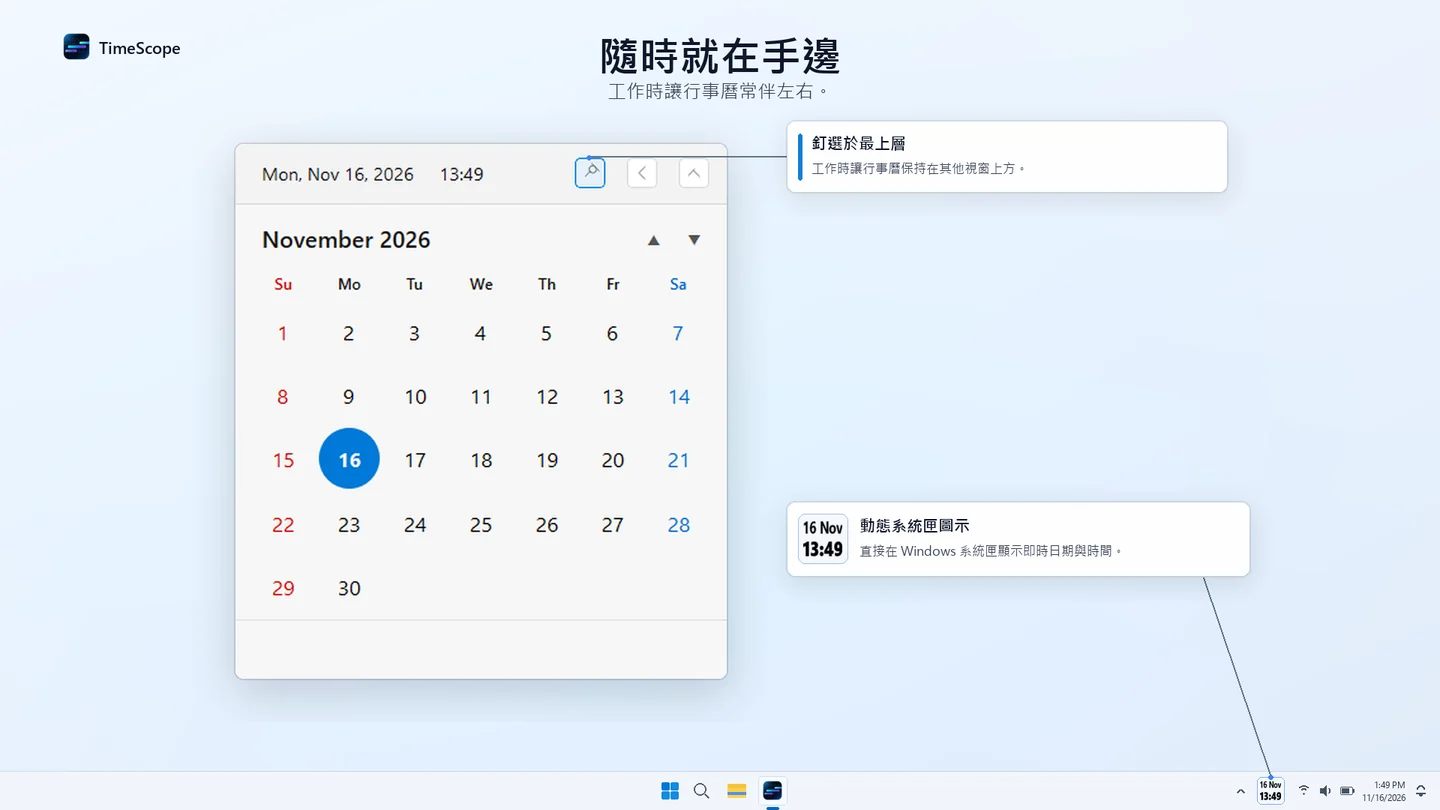 TimeScope
隨時就在手邊
工作時讓行事曆常伴左右。
釘選於最上層
工作時讓行事曆保持在其他視窗上方。
Mon, Nov 16, 2026 13:49
November 2026 ▲ ▼
Su Mo Tu We Th Fr Sa
1 2 3 4 5 6 7
8 9 10 11 12 13 14
15 16 17 18 19 20 21
22 23 24 25 26 27 28
29 30
16 Nov
13:49
動態系統匣圖示
直接在 Windows 系統匣顯示即時日期與時間。
16 Nov
13:49
1:49 PM
11/16/2026